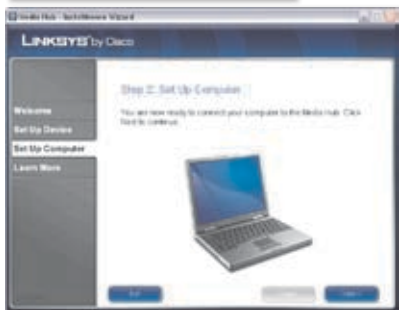 Media Hub - InstallShield Wizard
LINKSYS by Cisco
Step 2: Set Up Computer
Welcome
Set Up Device
Set Up Computer
Learn More
You are now ready to connect your computer to the Media Hub. Click
Next to continue.
Exit
Next